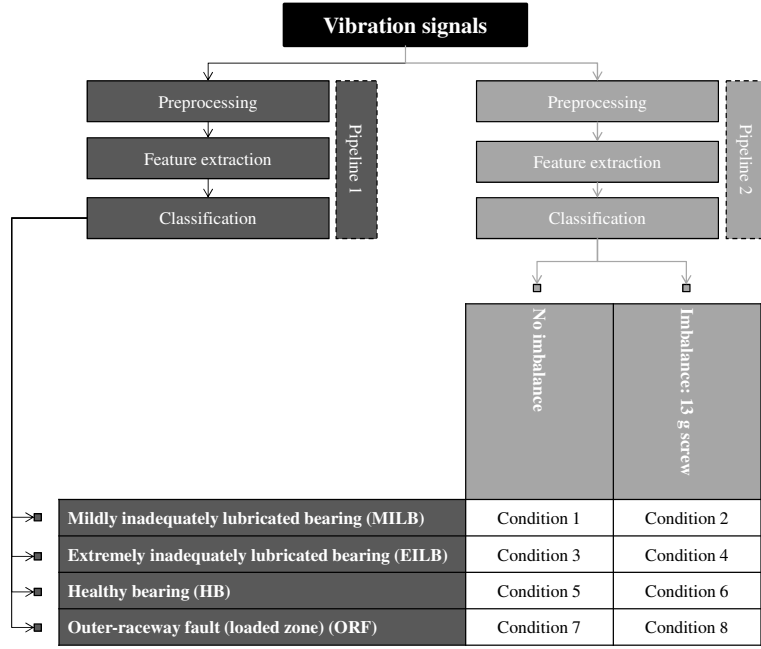 Vibration signals
Preprocessing
Feature extraction
Classification
Pipeline 1
Preprocessing
Feature extraction
Classification
Pipeline 2
No imbalance
Imbalance: 13 g screw
Mildly inadequately lubricated bearing (MILB)
Condition 1
Condition 2
Extremely inadequately lubricated bearing (EILB)
Condition 3
Condition 4
Healthy bearing (HB)
Condition 5
Condition 6
Outer-raceway fault (loaded zone) (ORF)
Condition 7
Condition 8